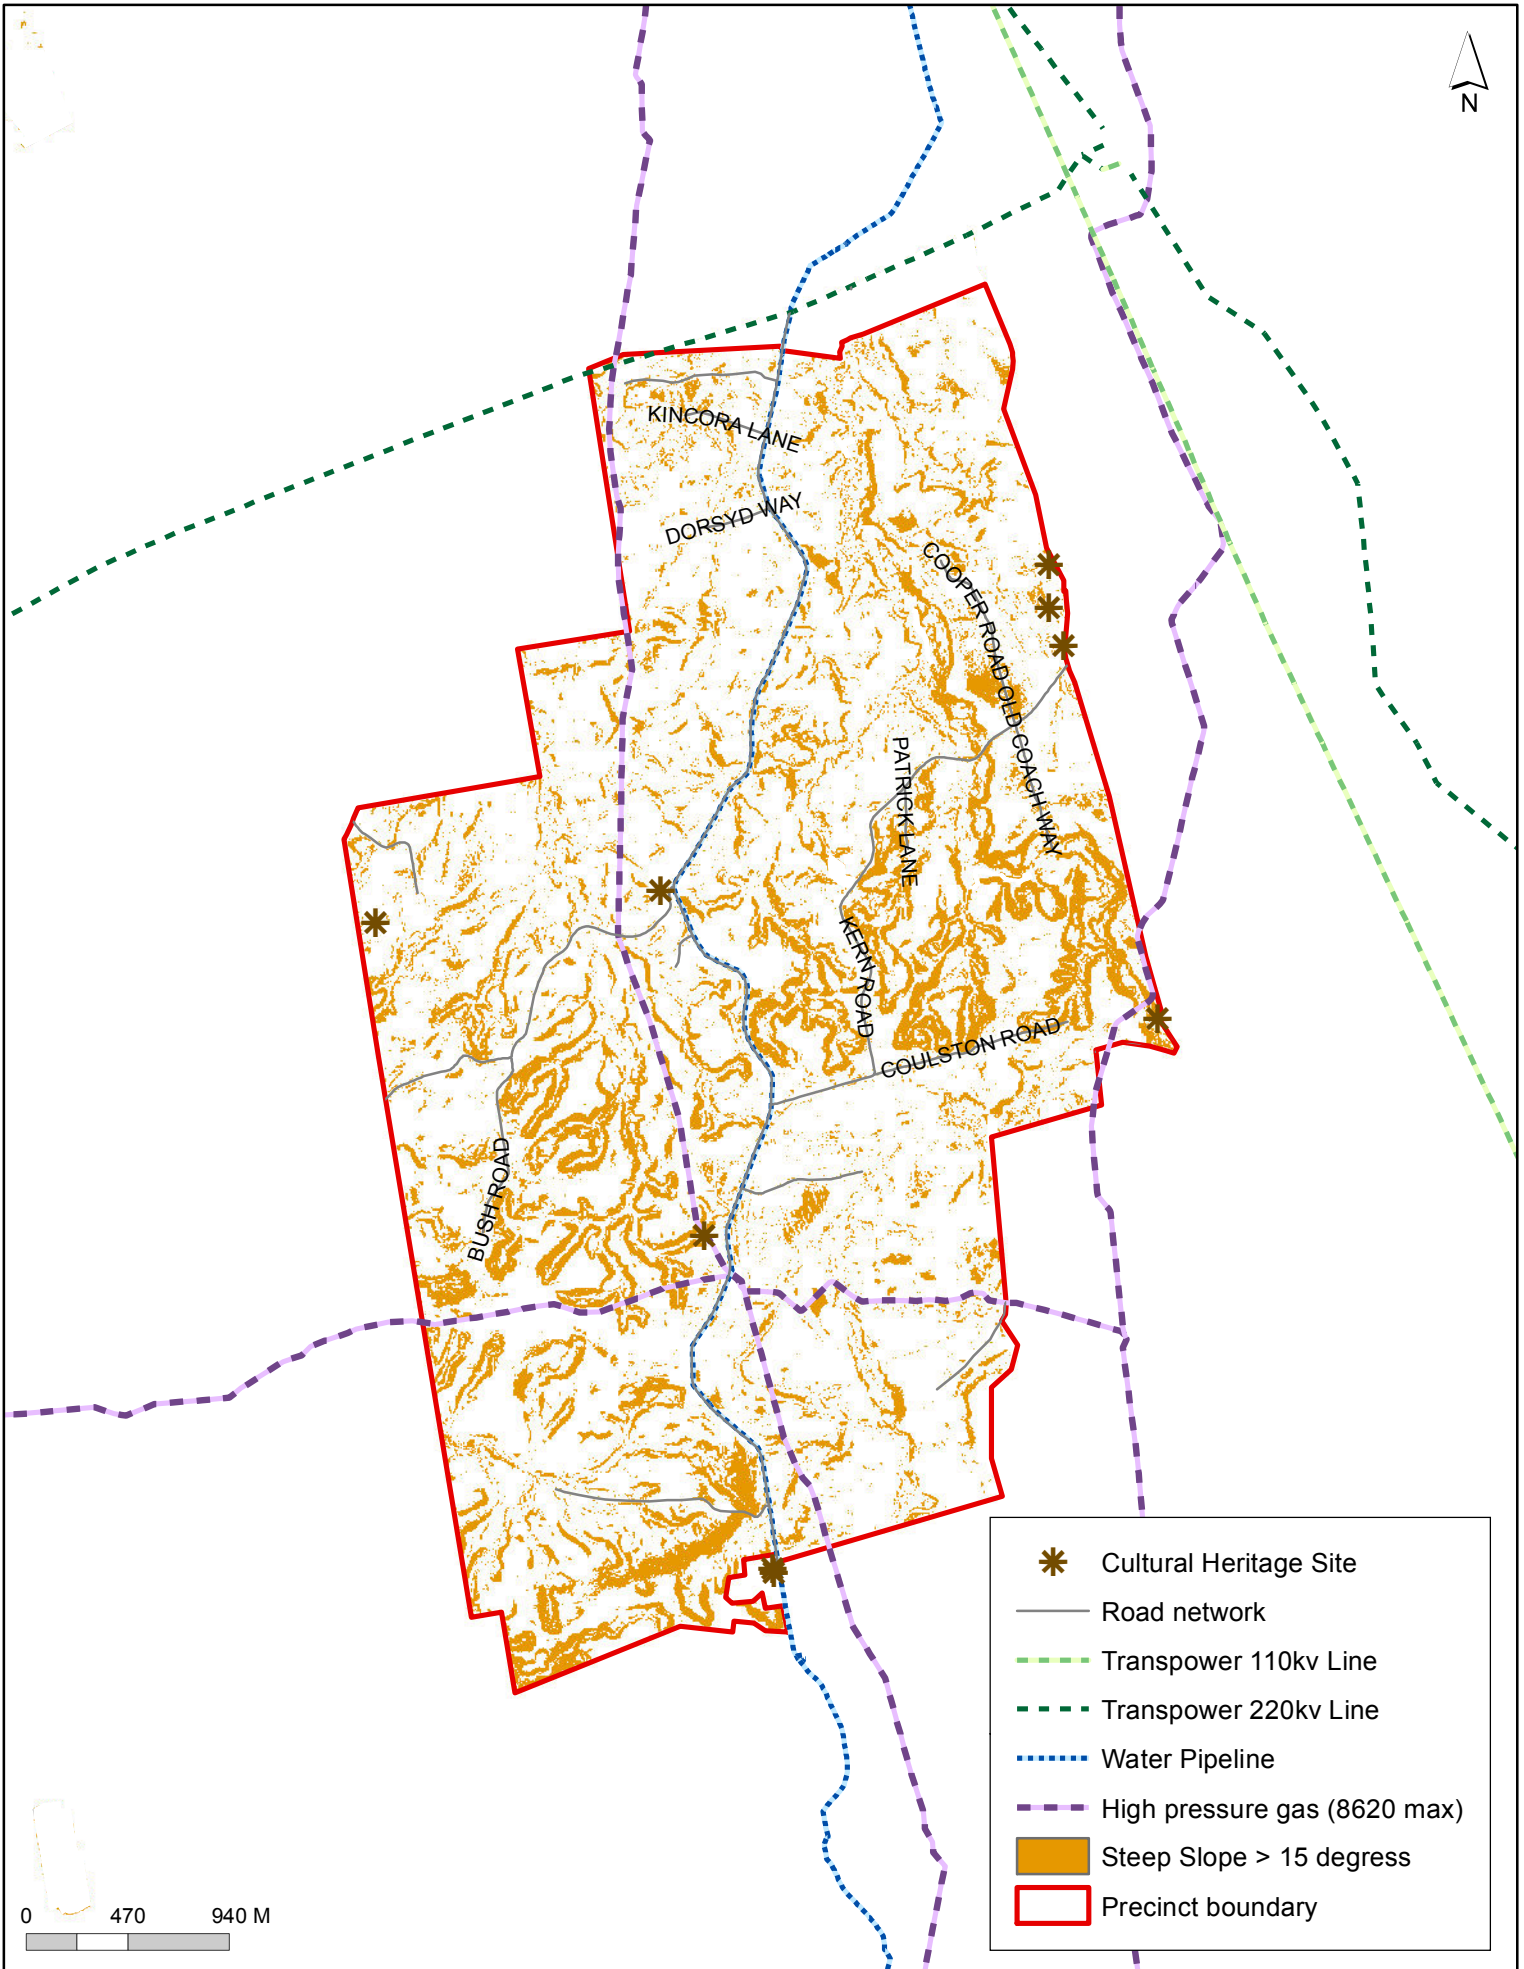 N
KINCORA LANE
DORSYD WAY
COOPER ROAD
OLD COACH WAY
PATRICK LANE
KERN ROAD
COULSTON ROAD
BUSH ROAD
Cultural Heritage Site
Road network
Transpower 110kv Line
Transpower 220kv Line
Water Pipeline
High pressure gas (8620 max)
Steep Slope > 15 degress
Precinct boundary
0 470 940 M